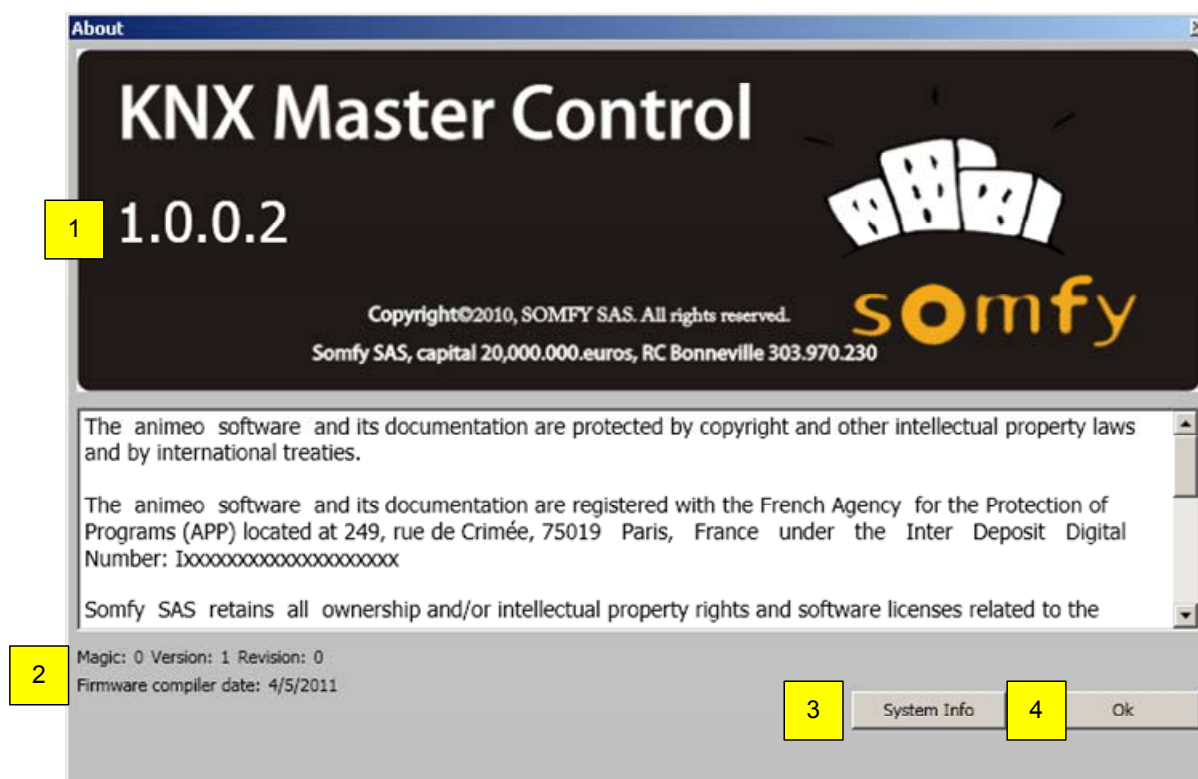 About
KNX Master Control
1
1.0.0.2
somfy
Copyright©2010, SOMFY SAS. All rights reserved.
Somfy SAS, capital 20,000.000.euros, RC Bonneville 303.970.230
The animeo software and its documentation are protected by copyright and other intellectual property laws
and by international treaties.
The animeo software and its documentation are registered with the French Agency for the Protection of
Programs (APP) located at 249, rue de Crimée, 75019 Paris, France under the Inter Deposit Digital
Number: Ixxxxxxxxxxxxxxxxxxxx
Somfy SAS retains all ownership and/or intellectual property rights and software licenses related to the
2
Magic: 0 Version: 1 Revision: 0
Firmware compiler date: 4/5/2011
3
System Info
4
Ok